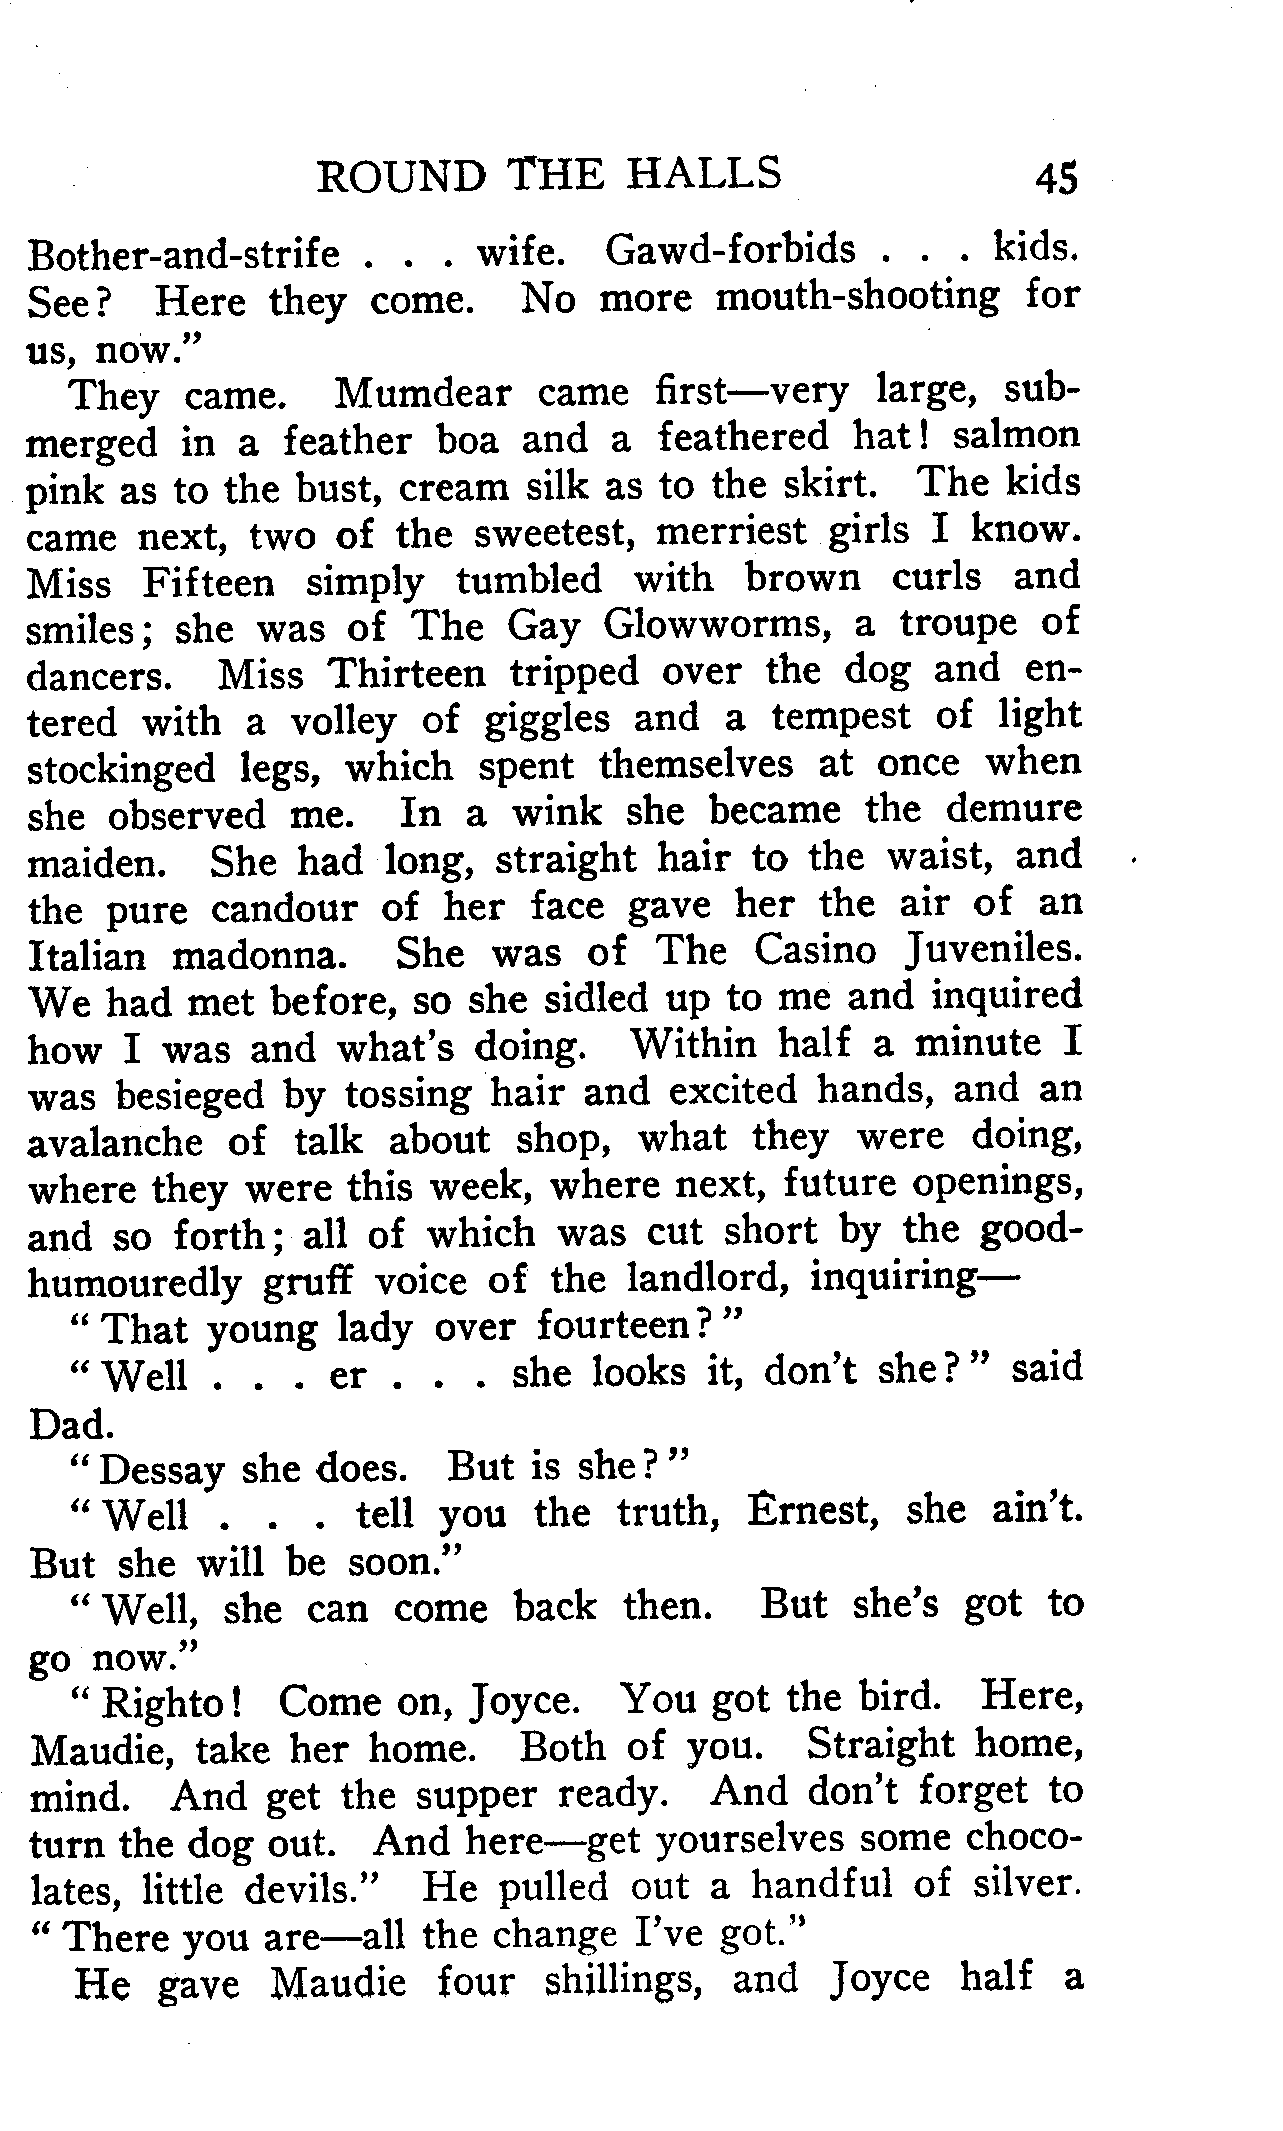 ROUND THE HALLS 45
Bother-and-strife . . . wife. Gawd-forbids . . . kids.
See? Here they come. No more mouth-shooting for
us, now."
They came. Mumdear came first—very large, sub-
merged in a feather boa and a feathered hat! salmon
pink as to the bust, cream silk as to the skirt. The kids
came next, two of the sweetest, merriest girls I know.
Miss Fifteen simply tumbled with brown curls and
smiles; she was of The Gay Glowworms, a troupe of
dancers. Miss Thirteen tripped over the dog and en-
tered with a volley of giggles and a tempest of light
stockinged legs, which spent themselves at once when
she observed me. In a wink she became the demure
maiden. She had long, straight hair to the waist, and
the pure candour of her face gave her the air of an
Italian madonna. She was of The Casino Juveniles.
We had met before, so she sidled up to me and inquired
how I was and what's doing. Within half a minute I
was besieged by tossing hair and excited hands, and an
avalanche of talk about shop, what they were doing,
where they were this week, where next, future openings,
and so forth; all of which was cut short by the good-
humouredly gruff voice of the landlord, inquiring—
"That young lady over fourteen?"
"Well . . . er . . . she looks it, don't she?" said
Dad.
"Dessay she does. But is she?"
"Well . . . tell you the truth, Ernest, she ain't.
But she will be soon."
"Well, she can come back then. But she's got to
go now."
"Righto! Come on, Joyce. You got the bird. Here,
Maudie, take her home. Both of you. Straight home,
mind. And get the supper ready. And don't forget to
turn the dog out. And here—get yourselves some choco-
lates, little devils." He pulled out a handful of silver.
"There you are—all the change I've got."
He gave Maudie four shillings, and Joyce half a